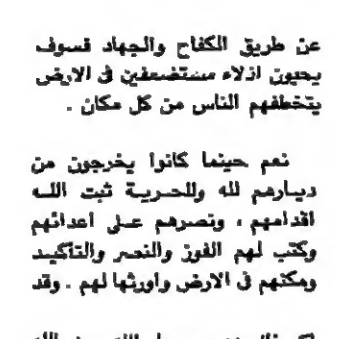 عن طريق الكفاح والجهاد فسوف
يحيون اذلاء مستضعفين في الارض
يتخطفهم الناس من كل مكان .
نعم حينما كانوا يخرجون من
ديارهم لله وللحرية ثبت الله
اقدامهم ، ونصرهم على اعدائهم
وكتب لهم الفوز والنصر والتأكيد
ومكنهم في الارض واورثها لهم . وقد